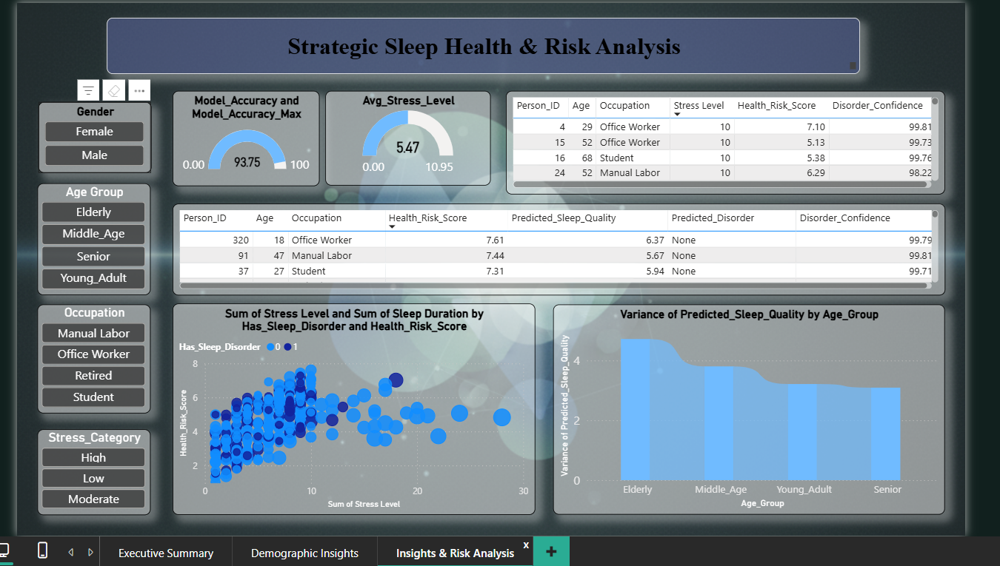 Strategic Sleep Health & Risk Analysis
Gender
Female
Male
Age Group
Elderly
Middle_Age
Senior
Young_Adult
Occupation
Manual Labor
Office Worker
Retired
Student
Stress_Category
High
Low
Moderate
Model_Accuracy and
Model_Accuracy_Max
0.00 93.75 100
Avg_Stress_Level
5.47
0.00 10.95
Person_ID Age Occupation Stress Level Health_Risk_Score Disorder_Confidence
4 29 Office Worker 10 7.10 99.81
15 52 Office Worker 10 5.13 99.73
16 68 Student 10 5.38 99.76
24 52 Manual Labor 10 6.29 98.22
Person_ID Age Occupation Health_Risk_Score Predicted_Sleep_Quality Predicted_Disorder Disorder_Confidence
320 18 Office Worker 7.61 6.37 None 99.79
91 47 Manual Labor 7.44 5.67 None 99.81
37 27 Student 7.31 5.94 None 99.71
Sum of Stress Level and Sum of Sleep Duration by
Has_Sleep_Disorder and Health_Risk_Score
Has_Sleep_Disorder 0 1
Health_Risk_Score
8
6
4
2
0 10 20 30
Sum of Stress Level
Variance of Predicted_Sleep_Quality by Age_Group
Variance of Predicted_Sleep_Quality
4
2
0
Elderly Middle_Age Young_Adult Senior
Age_Group
Executive Summary Demographic Insights Insights & Risk Analysis x +